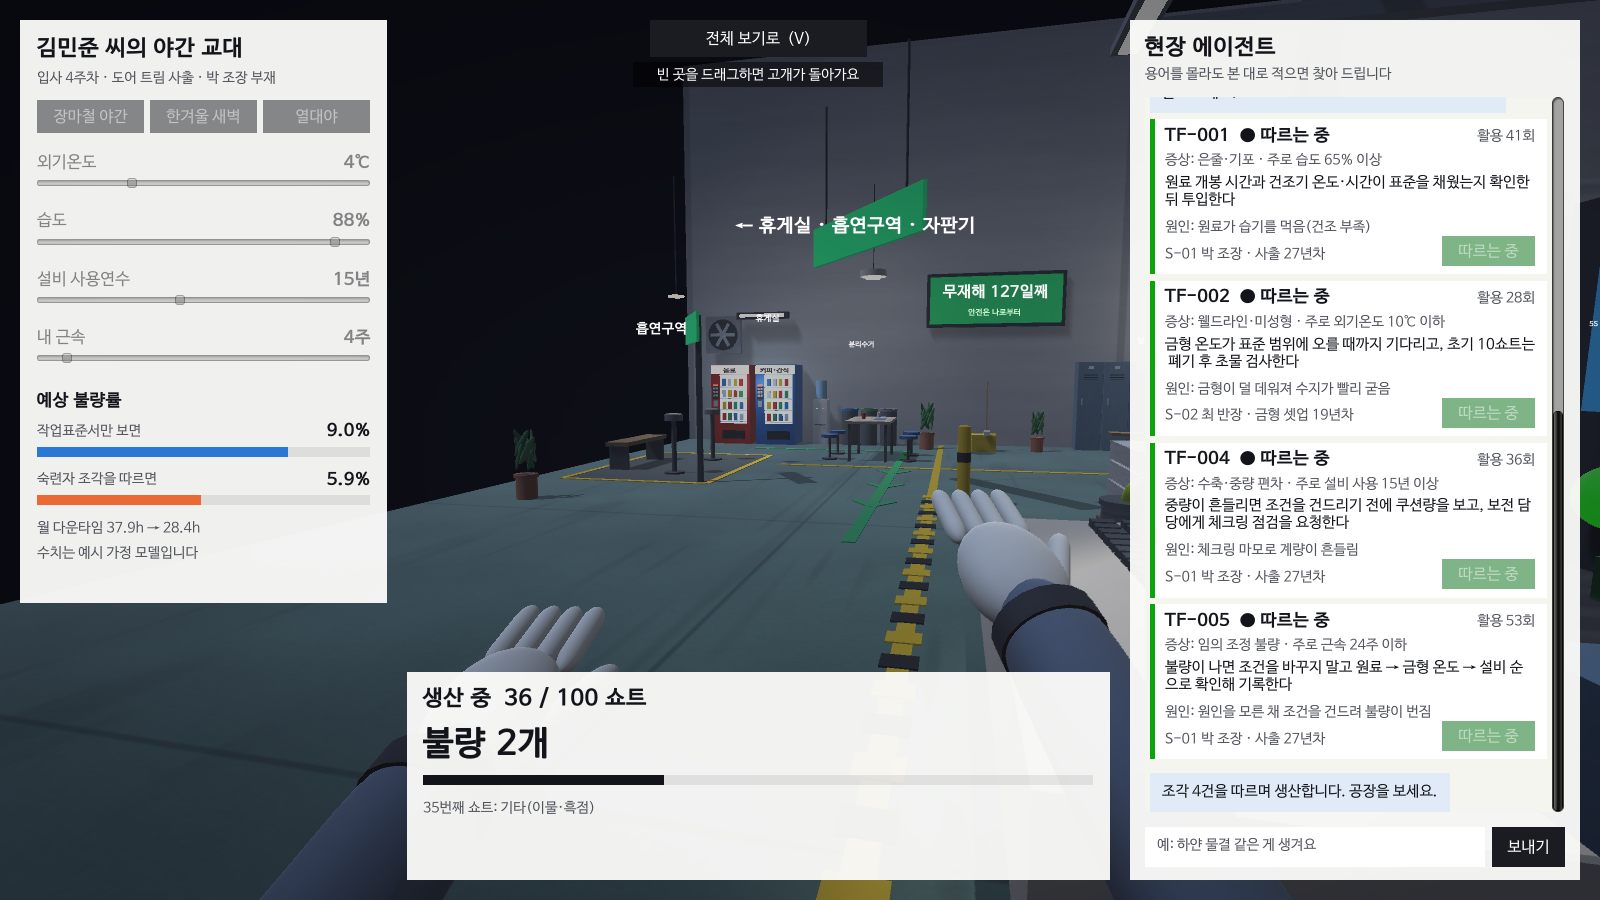 김민준 씨의 야간 교대
입사 4주차 · 도어 트림 사출 · 박 조장 부재
장마철 야간
한겨울 새벽
열대야
외기온도
4℃
습도
88%
설비 사용연수
15년
내 근속
4주
예상 불량률
작업표준서만 보면
9.0%
숙련자 조각을 따르면
5.9%
월 다운타임 37.9h → 28.4h
수치는 예시 가정 모델입니다
전체 보기로 (V)
빈 곳을 드래그하면 고개가 돌아가요
← 휴게실 · 흡연구역 · 자판기
무재해 127일째
안전은 나로부터
흡연구역
휴게실
분리수거
음료
커피·간식
생산 중 36 / 100 쇼트
불량 2개
35번째 쇼트: 기타(이물·흑점)
현장 에이전트
용어를 몰라도 본 대로 적으면 찾아 드립니다
TF-001 ● 따르는 중
활용 41회
증상: 은줄·기포 · 주로 습도 65% 이상
원료 개봉 시간과 건조기 온도·시간이 표준을 채웠는지 확인한
뒤 투입한다
원인: 원료가 습기를 먹음(건조 부족)
S-01 박 조장 · 사출 27년차
따르는 중
TF-002 ● 따르는 중
활용 28회
증상: 웰드라인·미성형 · 주로 외기온도 10℃ 이하
금형 온도가 표준 범위에 오를 때까지 기다리고, 초기 10쇼트는
폐기 후 초물 검사한다
원인: 금형이 덜 데워져 수지가 빨리 굳음
S-02 최 반장 · 금형 셋업 19년차
따르는 중
TF-004 ● 따르는 중
활용 36회
증상: 수축·중량 편차 · 주로 설비 사용 15년 이상
중량이 흔들리면 조건을 건드리기 전에 쿠션량을 보고, 보전 담
당에게 체크링 점검을 요청한다
원인: 체크링 마모로 계량이 흔들림
S-01 박 조장 · 사출 27년차
따르는 중
TF-005 ● 따르는 중
활용 53회
증상: 임의 조정 불량 · 주로 근속 24주 이하
불량이 나면 조건을 바꾸지 말고 원료 → 금형 온도 → 설비 순
으로 확인해 기록한다
원인: 원인을 모른 채 조건을 건드려 불량이 번짐
S-01 박 조장 · 사출 27년차
따르는 중
조각 4건을 따르며 생산합니다. 공장을 보세요.
예: 하얀 물결 같은 게 생겨요
보내기